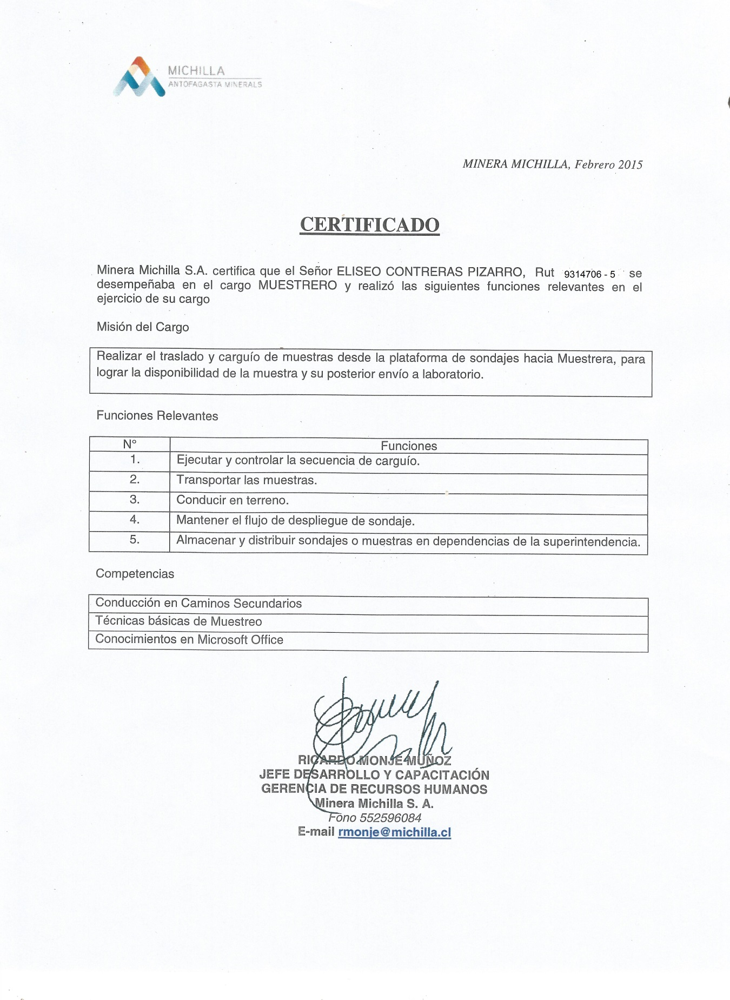 MICHILLA
ANTOFAGASTA MINERALS
MINERA MICHILLA, Febrero 2015
CERTIFICADO
Minera Michilla S.A. certifica que el Señor ELISEO CONTRERAS PIZARRO, Rut 9314706 - 5 se
desempeñaba en el cargo MUESTRERO y realizó las siguientes funciones relevantes en el
ejercicio de su cargo
Misión del Cargo
Realizar el traslado y carguío de muestras desde la plataforma de sondajes hacia Muestrera, para
lograr la disponibilidad de la muestra y su posterior envío a laboratorio.
Funciones Relevantes
N° Funciones
1. Ejecutar y controlar la secuencia de carguío.
2. Transportar las muestras.
3. Conducir en terreno.
4. Mantener el flujo de despliegue de sondaje.
5. Almacenar y distribuir sondajes o muestras en dependencias de la superintendencia.
Competencias
Conducción en Caminos Secundarios
Técnicas básicas de Muestreo
Conocimientos en Microsoft Office
RICARDO MONJE MUÑOZ
JEFE DESARROLLO Y CAPACITACIÓN
GERENCIA DE RECURSOS HUMANOS
Minera Michilla S. A.
Fono 552596084
E-mail rmonje@michilla.cl